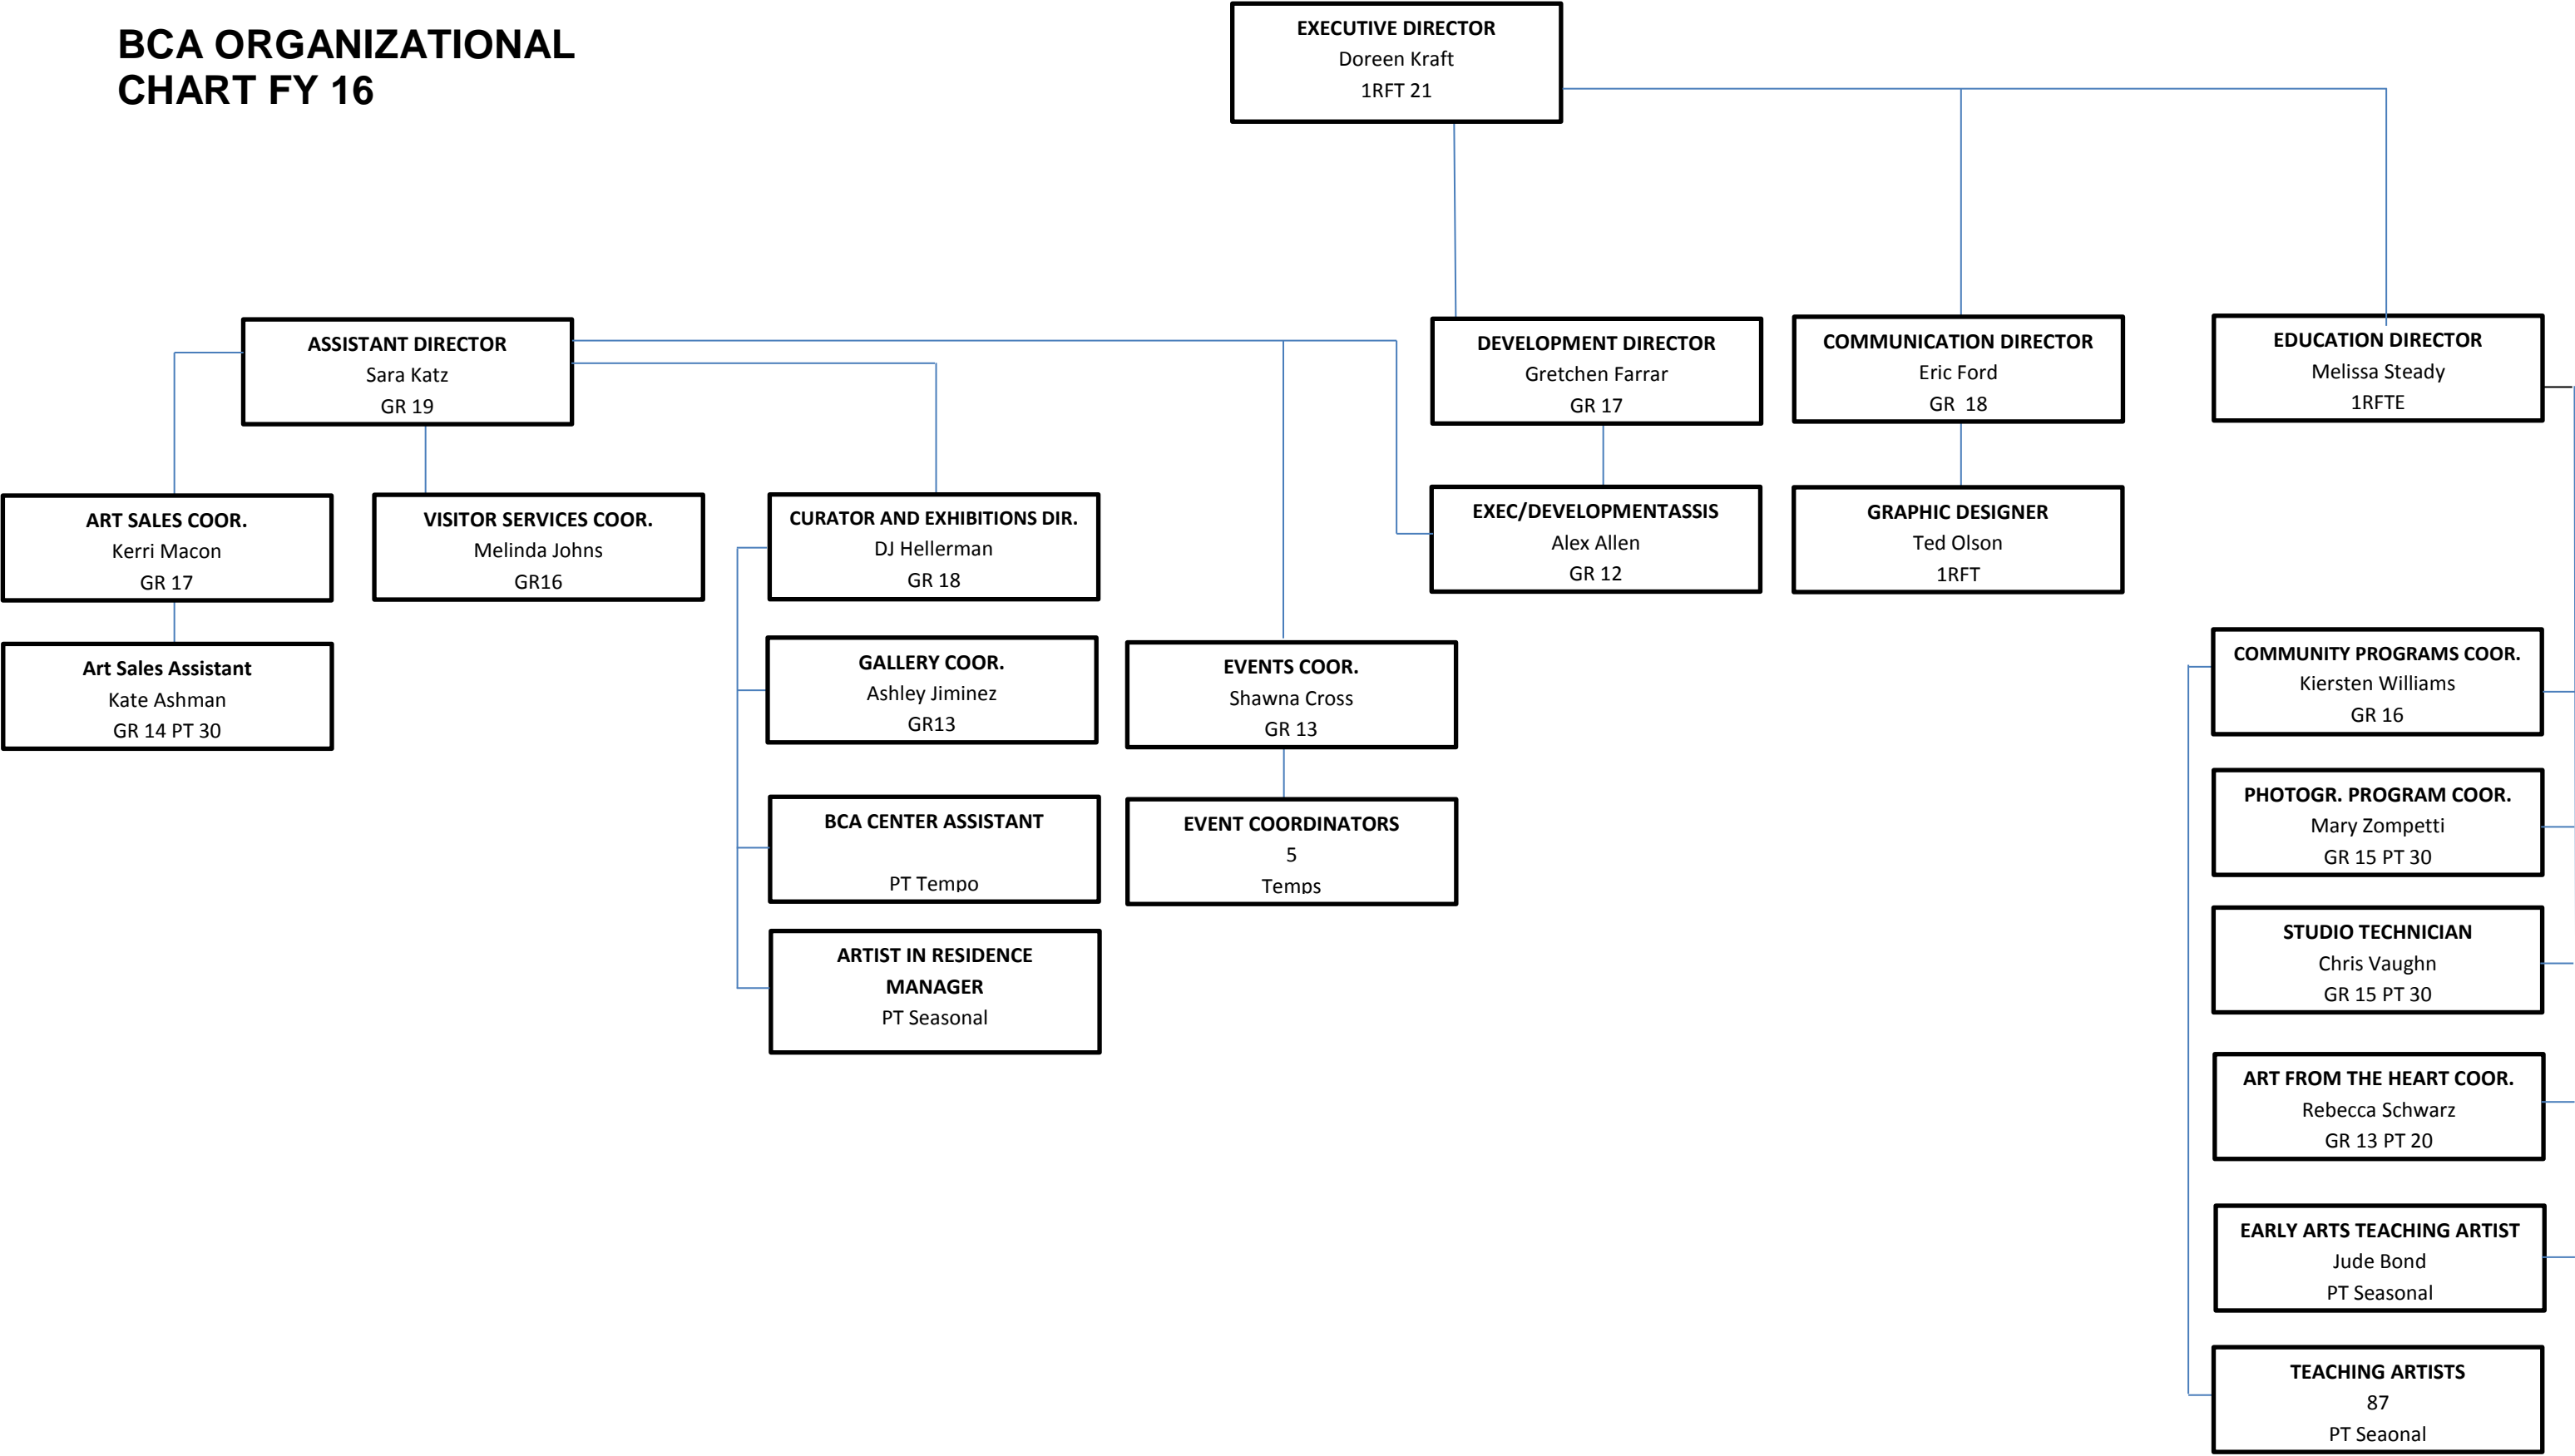 BCA ORGANIZATIONAL
CHART FY 16
EXECUTIVE DIRECTOR
Doreen Kraft
1RFT 21
ASSISTANT DIRECTOR
Sara Katz
GR 19
DEVELOPMENT DIRECTOR
Gretchen Farrar
GR 17
COMMUNICATION DIRECTOR
Eric Ford
GR 18
EDUCATION DIRECTOR
Melissa Steady
1RFTE
ART SALES COOR.
Kerri Macon
GR 17
VISITOR SERVICES COOR.
Melinda Johns
GR16
CURATOR AND EXHIBITIONS DIR.
DJ Hellerman
GR 18
EXEC/DEVELOPMENTASSIS
Alex Allen
GR 12
GRAPHIC DESIGNER
Ted Olson
1RFT
Art Sales Assistant
Kate Ashman
GR 14 PT 30
GALLERY COOR.
Ashley Jiminez
GR13
EVENTS COOR.
Shawna Cross
GR 13
COMMUNITY PROGRAMS COOR.
Kiersten Williams
GR 16
BCA CENTER ASSISTANT
PT Tempo
EVENT COORDINATORS
5
Temps
PHOTOGR. PROGRAM COOR.
Mary Zompetti
GR 15 PT 30
ARTIST IN RESIDENCE
MANAGER
PT Seasonal
STUDIO TECHNICIAN
Chris Vaughn
GR 15 PT 30
ART FROM THE HEART COOR.
Rebecca Schwarz
GR 13 PT 20
EARLY ARTS TEACHING ARTIST
Jude Bond
PT Seasonal
TEACHING ARTISTS
87
PT Seaonal